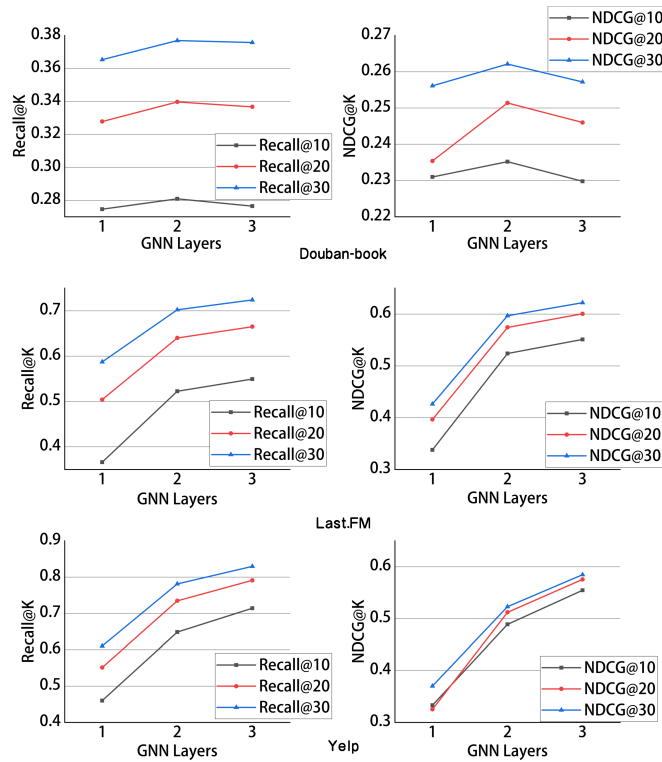 0.38
0.36
0.34
0.32
0.30
0.28
Recall@K
Recall@10
Recall@20
Recall@30
1 2 3
GNN Layers
NDCG@10
NDCG@20
NDCG@30
0.26
0.25
0.24
0.23
0.22
NDCG@K
1 2 3
GNN Layers
Douban-book
0.7
0.6
0.5
0.4
Recall@K
Recall@10
Recall@20
Recall@30
1 2 3
GNN Layers
0.6
0.5
0.4
0.3
NDCG@K
NDCG@10
NDCG@20
NDCG@30
1 2 3
GNN Layers
Last.FM
0.9
0.8
0.7
0.6
0.5
0.4
Recall@K
Recall@10
Recall@20
Recall@30
1 2 3
GNN Layers
0.6
0.5
0.4
0.3
NDCG@K
NDCG@10
NDCG@20
NDCG@30
1 2 3
GNN Layers
Yelp